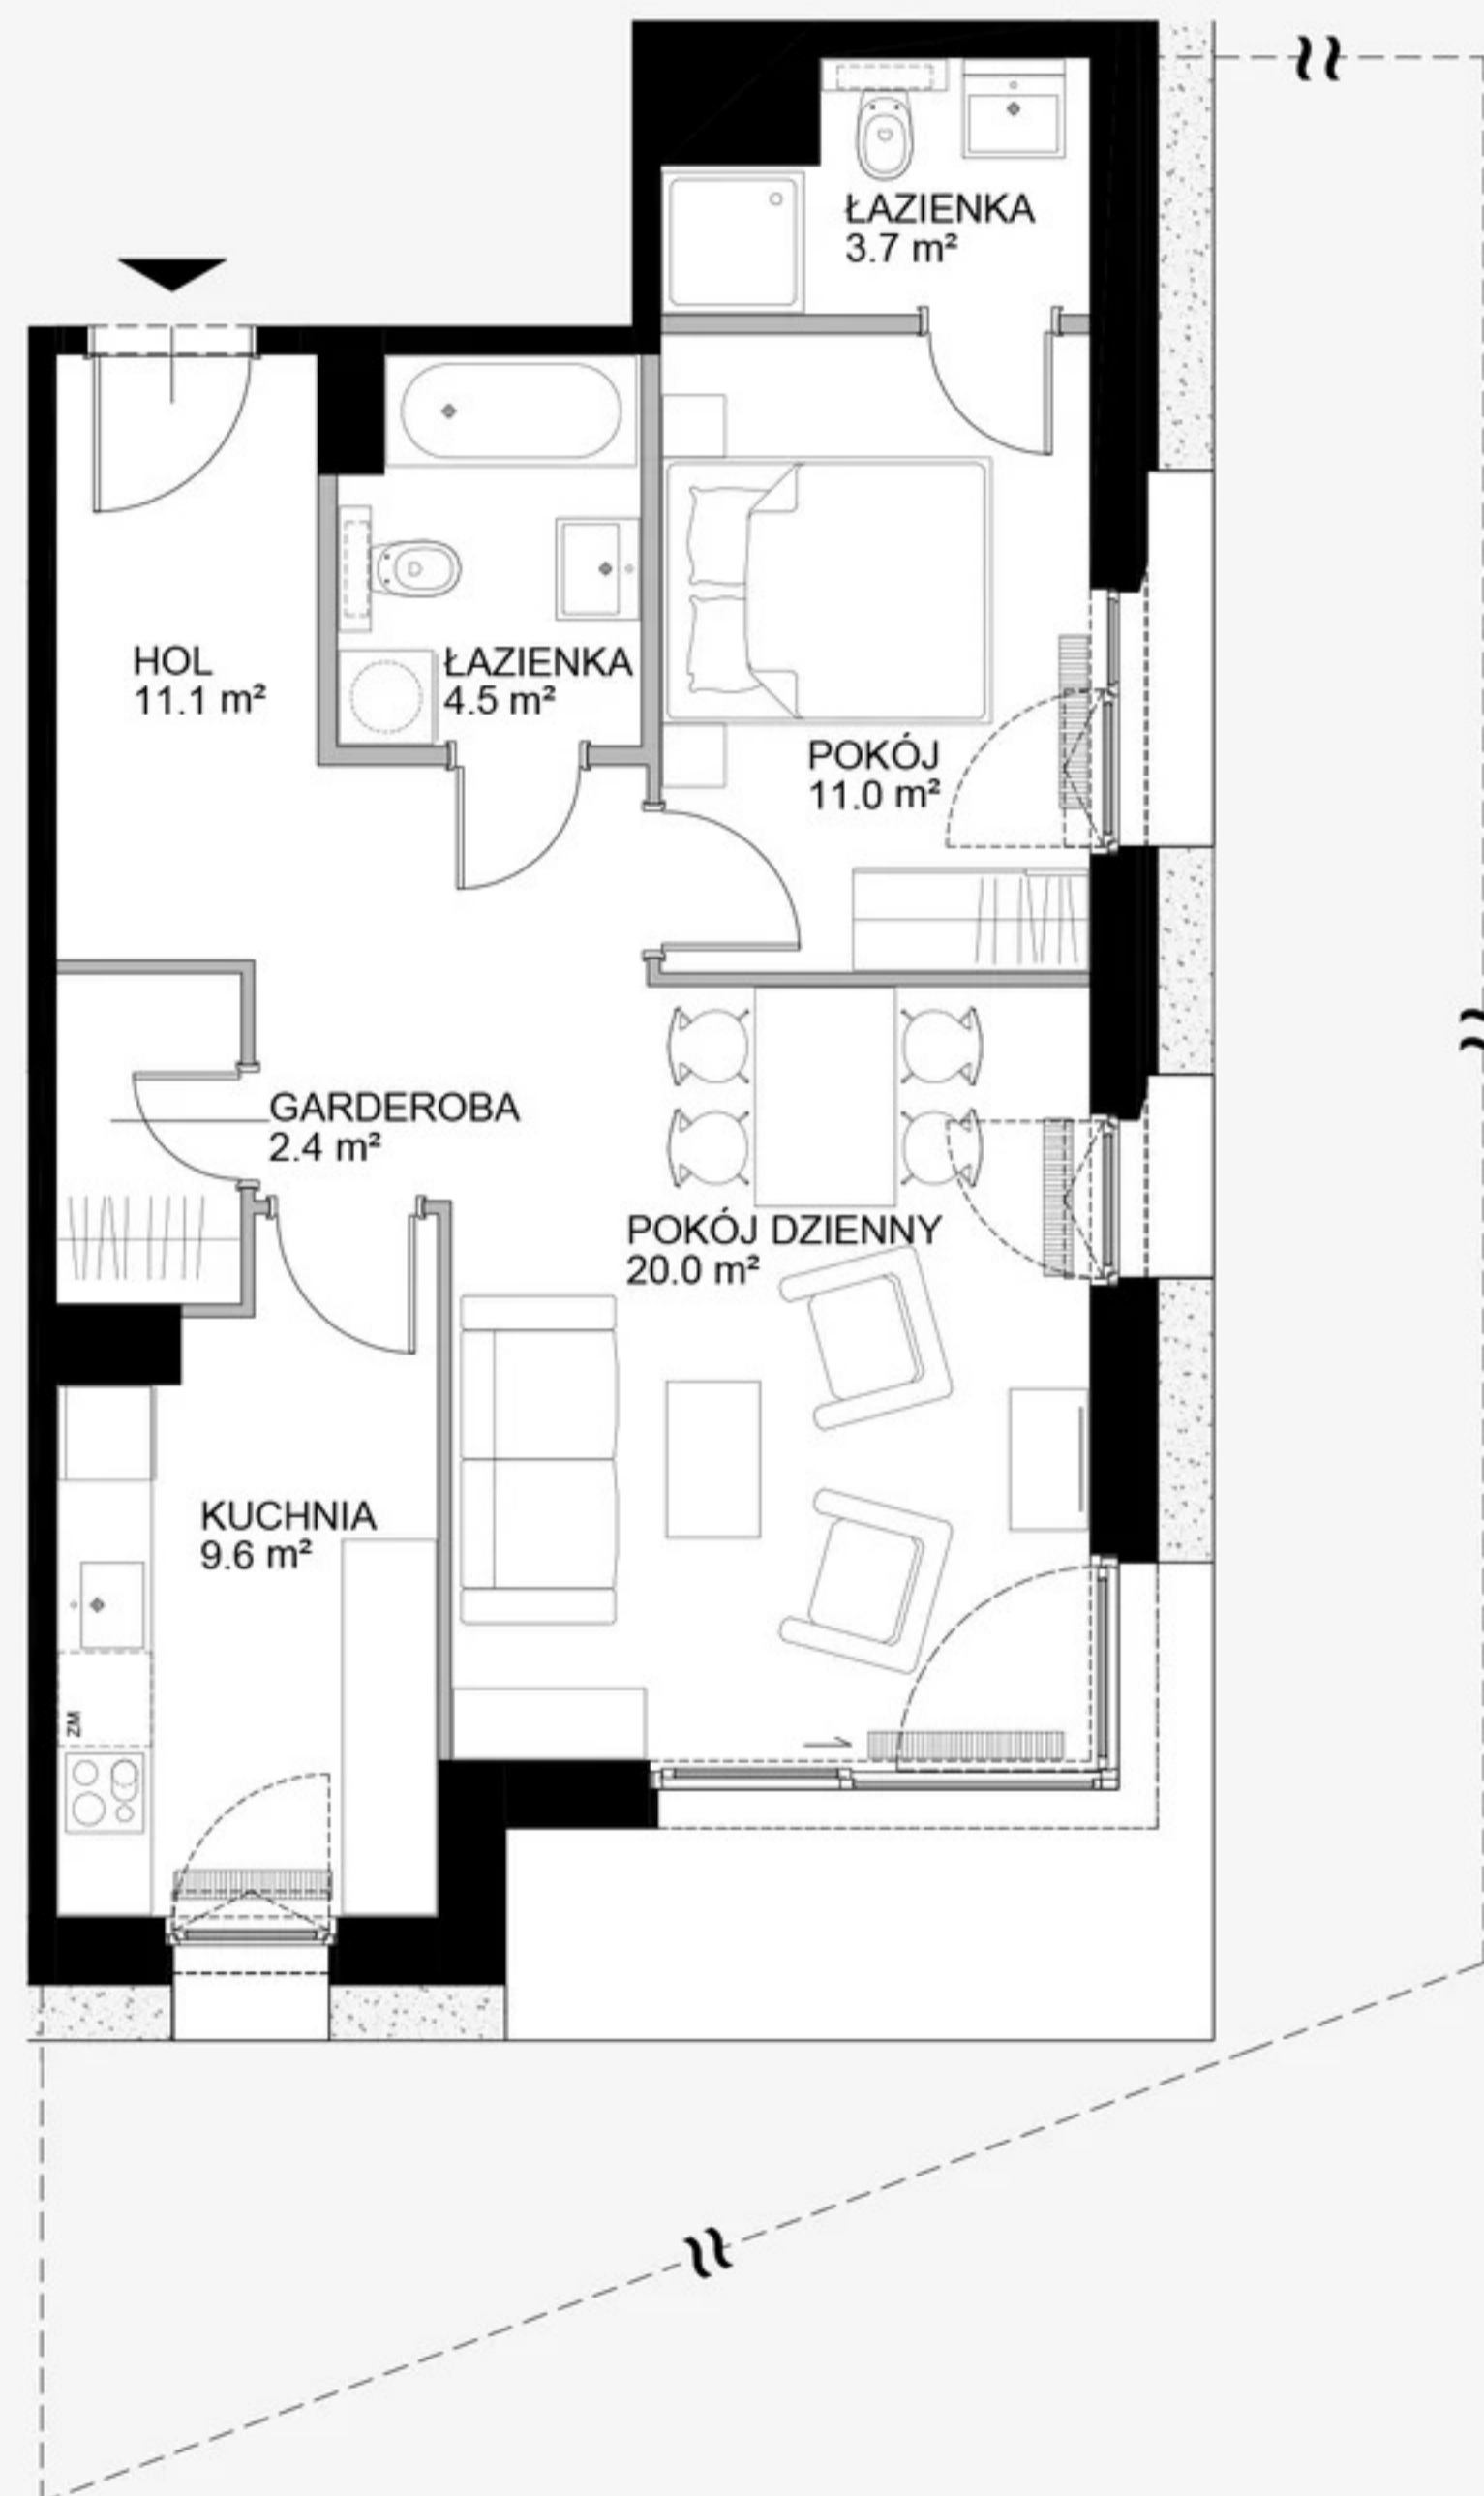 ŁAZIENKA
3.7 m²
HOL
11.1 m²
ŁAZIENKA
4.5 m²
POKÓJ
11.0 m²
GARDEROBA
2.4 m²
POKÓJ DZIENNY
20.0 m²
KUCHNIA
9.6 m²
ZM